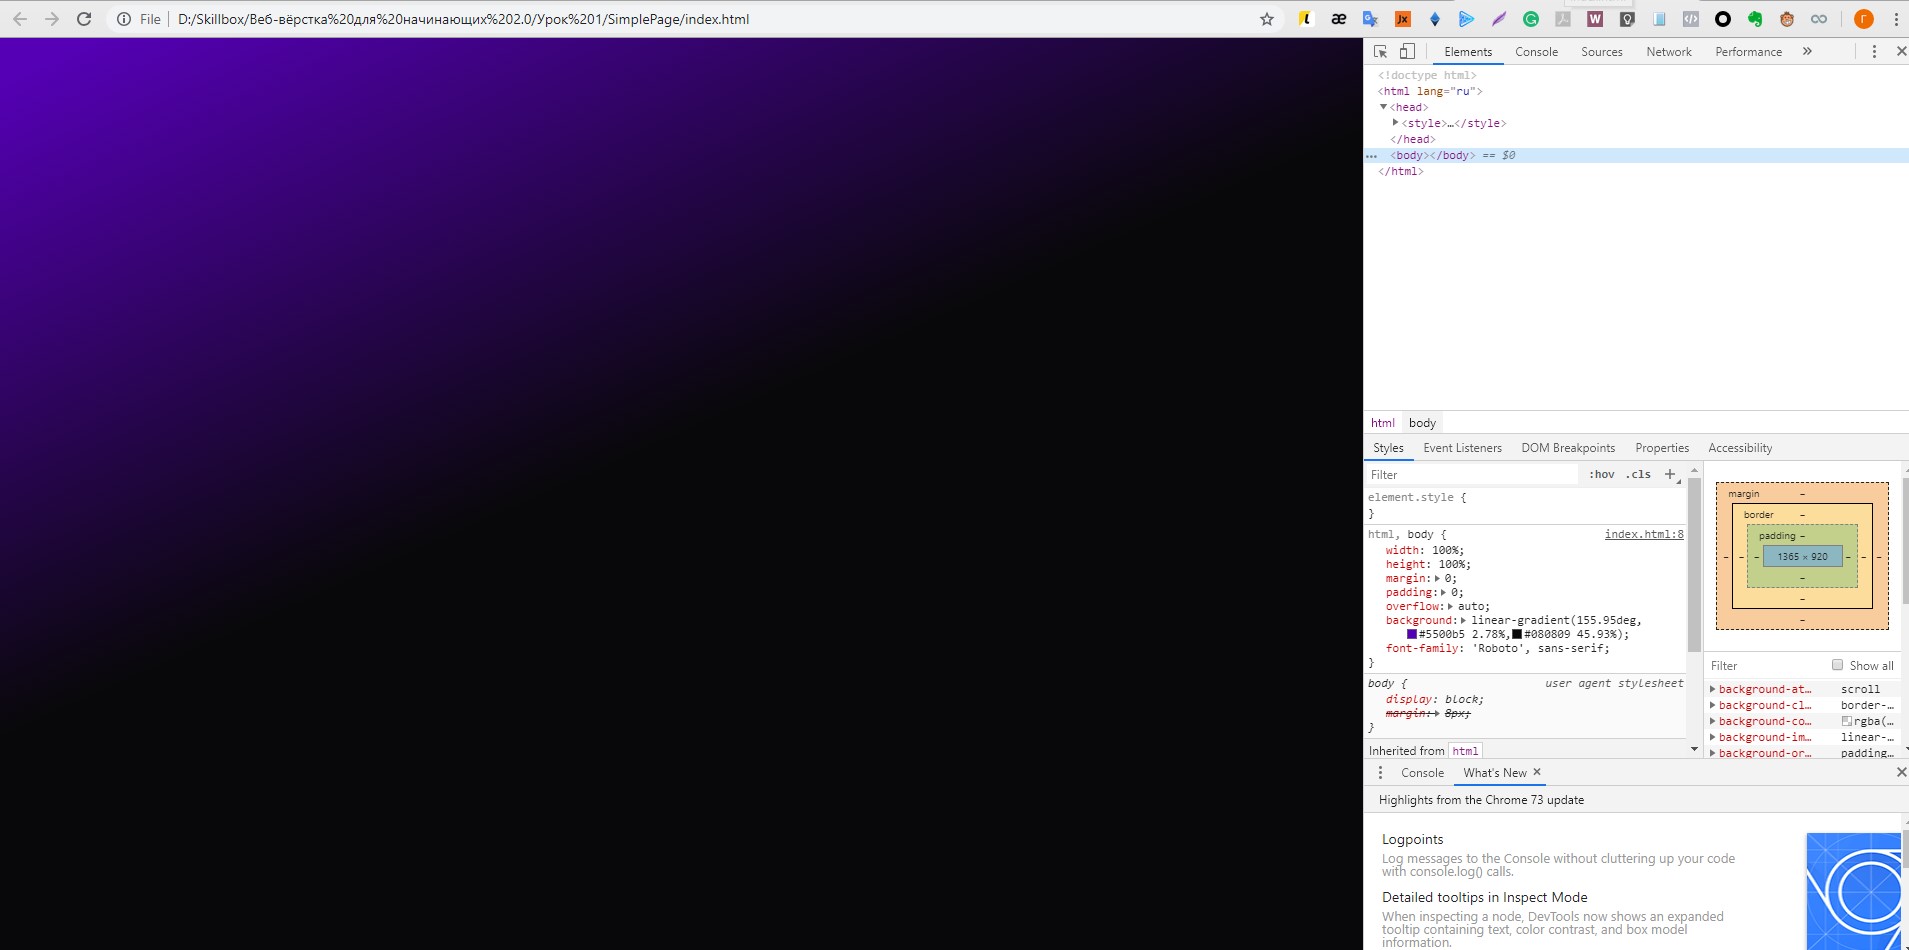 File D:/Skillbox/Веб-вёрстка%20для%20начинающих%202.0/Урок%201/SimplePage/index.html
Elements Console Sources Network Performance »
<!doctype html>
<html lang="ru">
<head>
<style>…</style>
</head>
<body></body> == $0
</html>
html body
Styles Event Listeners DOM Breakpoints Properties Accessibility
Filter :hov .cls +
element.style {
}
html, body { index.html:8
width: 100%;
height: 100%;
margin: 0;
padding: 0;
overflow: auto;
background: linear-gradient(155.95deg,
#5500b5 2.78%, #080809 45.93%);
font-family: 'Roboto', sans-serif;
}
body { user agent stylesheet
display: block;
margin: 8px;
}
Inherited from html
margin –
border –
padding –
– – – 1365 × 920 – – –
–
–
–
Filter Show all
background-at… scroll
background-cl… border-…
background-co… rgba(…
background-im… linear-…
background-or… padding…
Console What's New ×
Highlights from the Chrome 73 update
Logpoints
Log messages to the Console without cluttering up your code
with console.log() calls.
Detailed tooltips in Inspect Mode
When inspecting a node, DevTools now shows an expanded
tooltip containing text, color contrast, and box model
information.